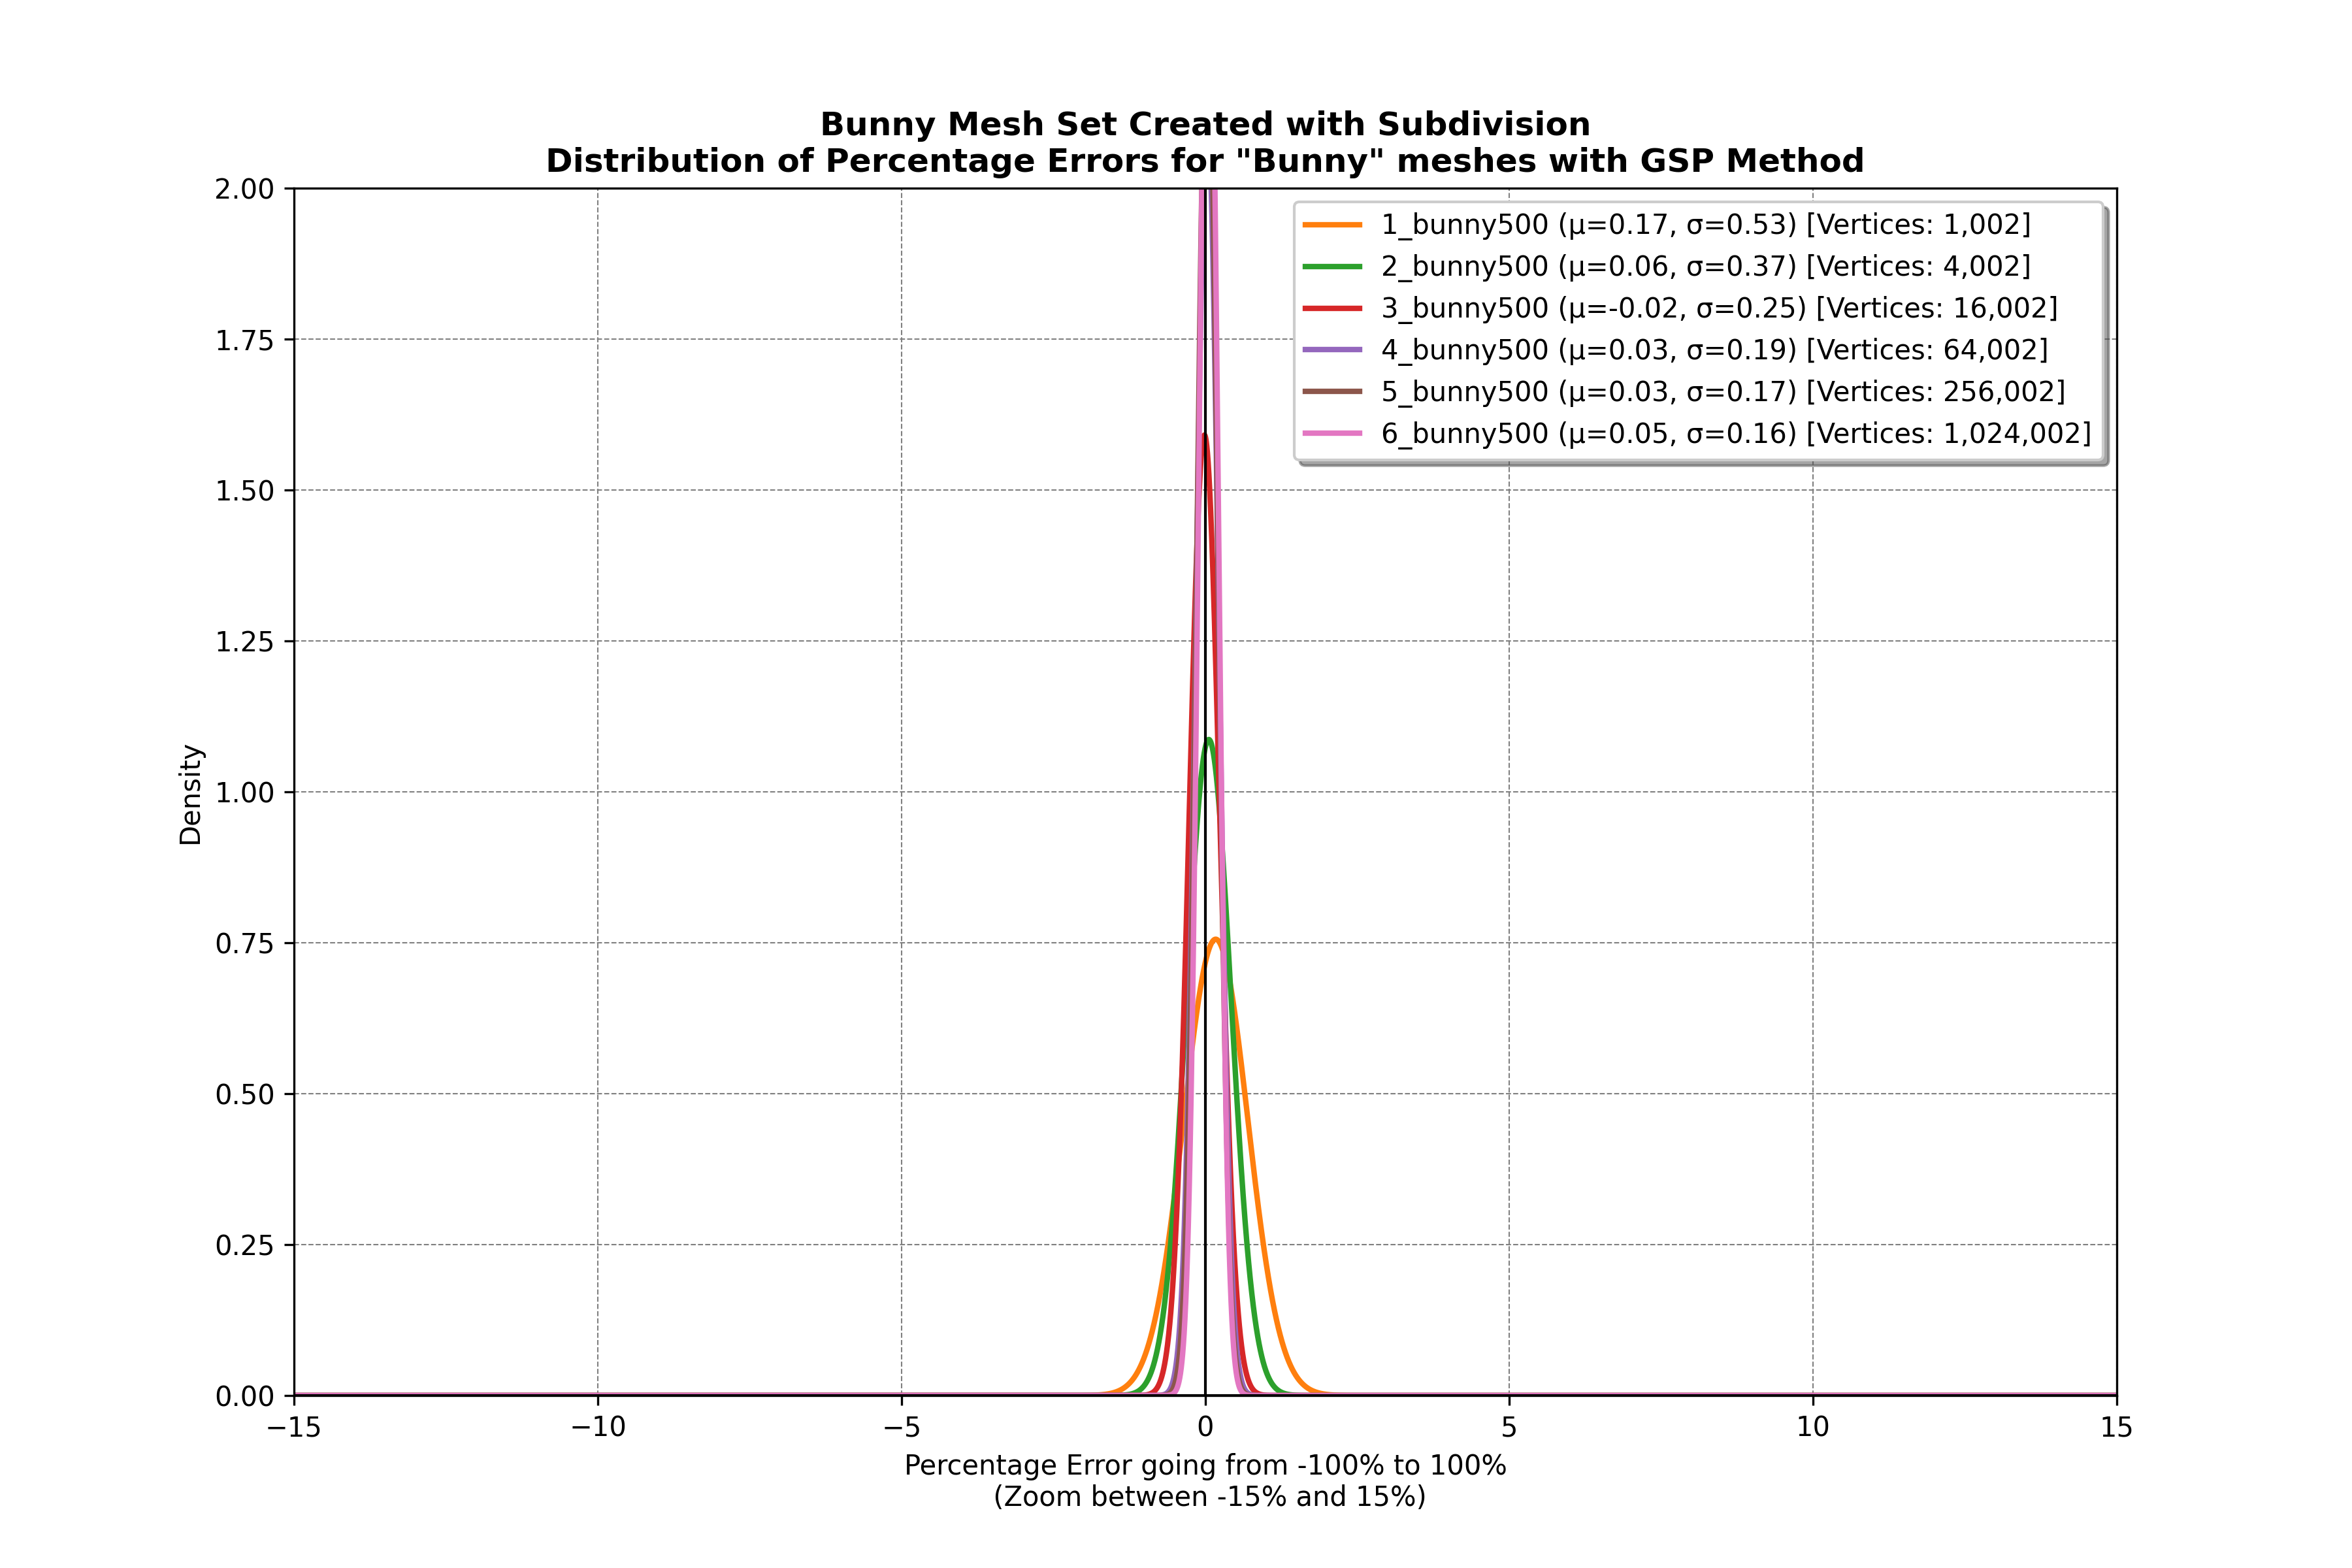 Bunny Mesh Set Created with Subdivision
Distribution of Percentage Errors for "Bunny" meshes with GSP Method
2.00
1.75
1.50
1.25
1.00
0.75
0.50
0.25
0.00
Density
1_bunny500 (μ=0.17, σ=0.53) [Vertices: 1,002]
2_bunny500 (μ=0.06, σ=0.37) [Vertices: 4,002]
3_bunny500 (μ=-0.02, σ=0.25) [Vertices: 16,002]
4_bunny500 (μ=0.03, σ=0.19) [Vertices: 64,002]
5_bunny500 (μ=0.03, σ=0.17) [Vertices: 256,002]
6_bunny500 (μ=0.05, σ=0.16) [Vertices: 1,024,002]
−15 −10 −5 0 5 10 15
Percentage Error going from -100% to 100%
(Zoom between -15% and 15%)